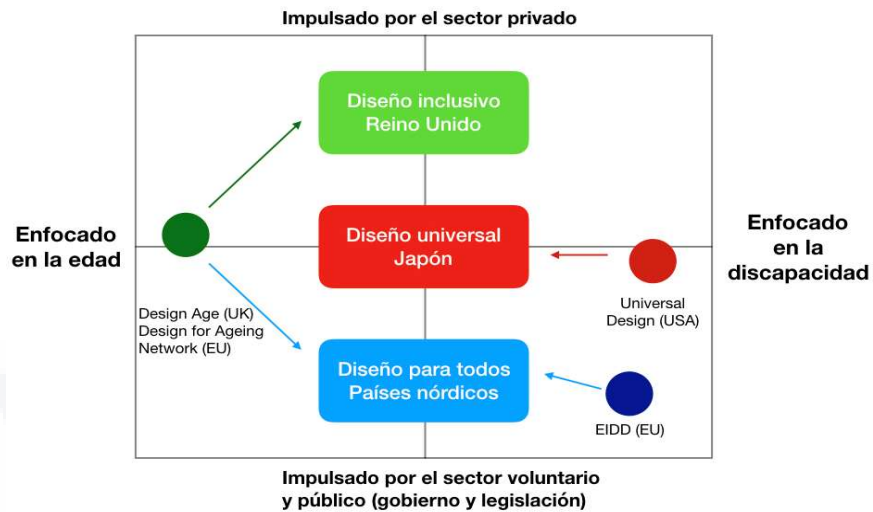 Impulsado por el sector privado
Diseño inclusivo
Reino Unido
Enfocado
en la edad
Diseño universal
Japón
Enfocado
en la
discapacidad
Design Age (UK)
Design for Ageing
Network (EU)
Universal
Design (USA)
Diseño para todos
Países nórdicos
EIDD (EU)
Impulsado por el sector voluntario
y público (gobierno y legislación)